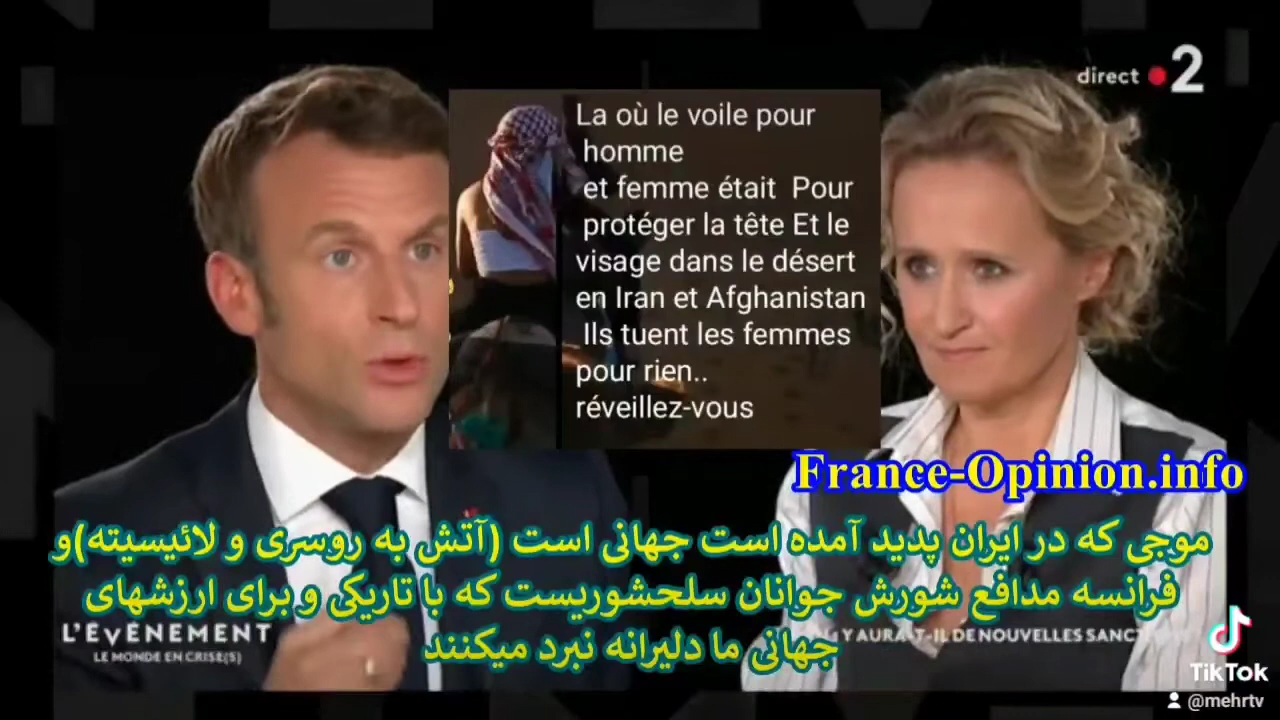 direct 2
La où le voile pour
homme
et femme était Pour
protéger la tête Et le
visage dans le désert
en Iran et Afghanistan
Ils tuent les femmes
pour rien..
réveillez-vous
France-Opinion.info
موجی که در ایران پدید آمده است جهانی است (آتش به روسری و لائیسیته)و
فرانسه مدافع شورش جوانان سلحشوریست که با تاریکی و برای ارزشهای
جهانی ما دلیرانه نبرد میکنند
L'ÉVÉNEMENT
LE MONDE EN CRISE(S)
Y AURA-T-IL DE NOUVELLES
TikTok
@mehrtv